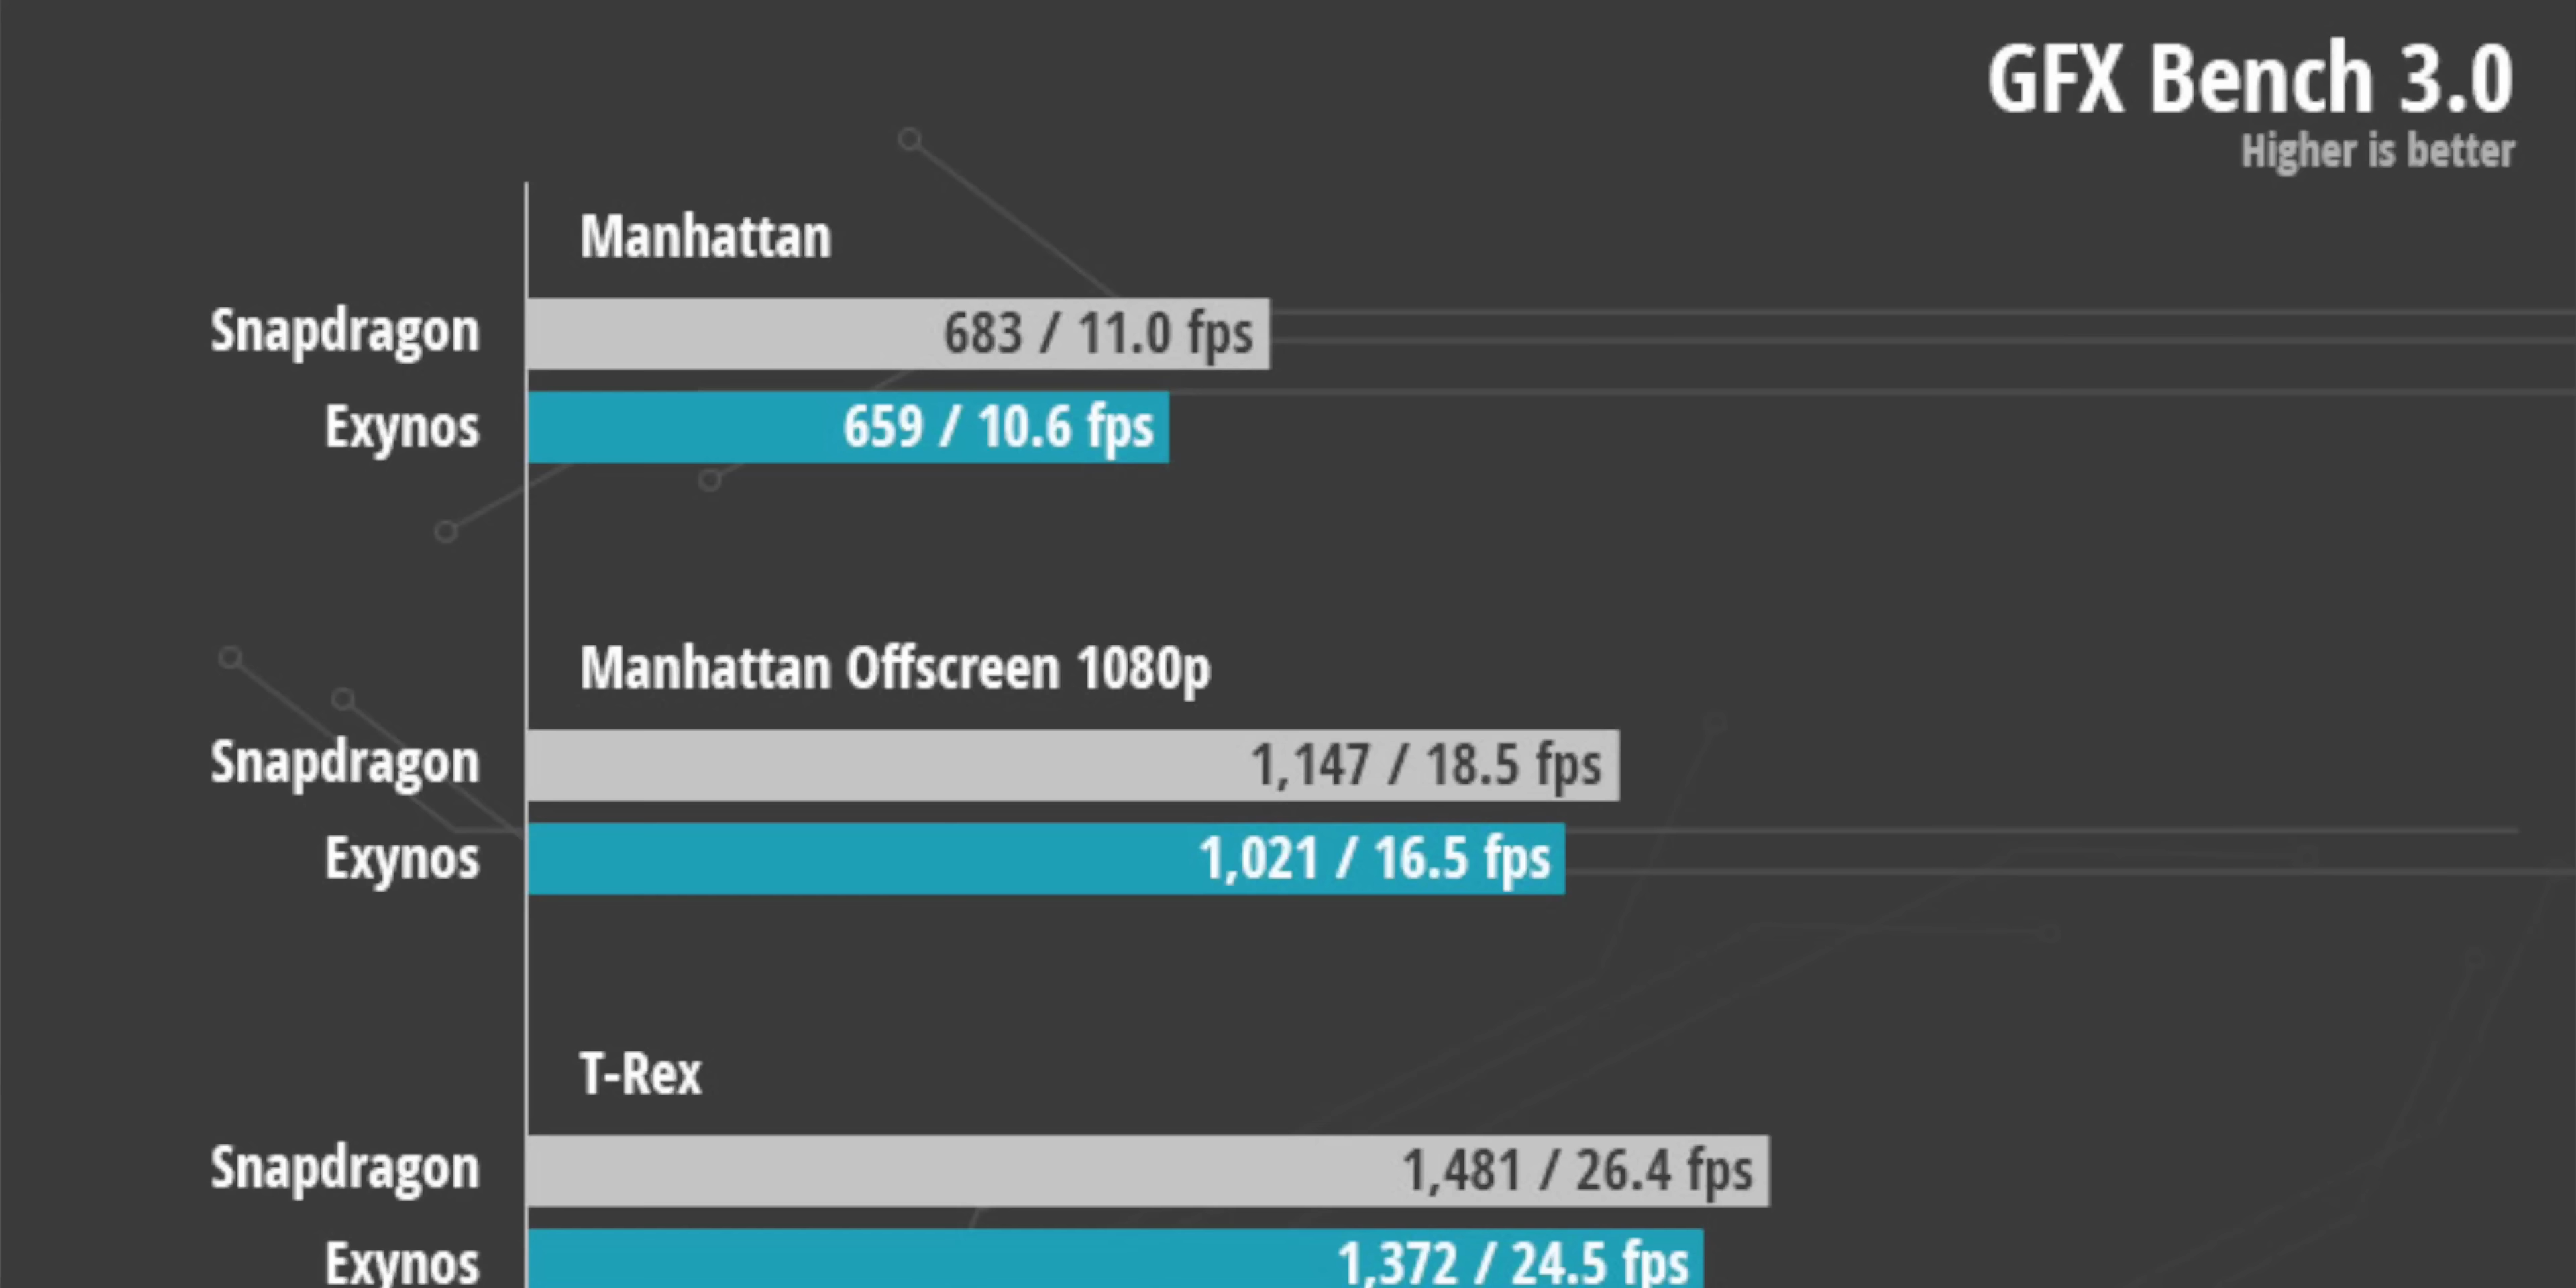 GFX Bench 3.0
Higher is better
Manhattan
Snapdragon 683 / 11.0 fps
Exynos 659 / 10.6 fps
Manhattan Offscreen 1080p
Snapdragon 1,147 / 18.5 fps
Exynos 1,021 / 16.5 fps
T-Rex
Snapdragon 1,481 / 26.4 fps
Exynos 1,372 / 24.5 fps